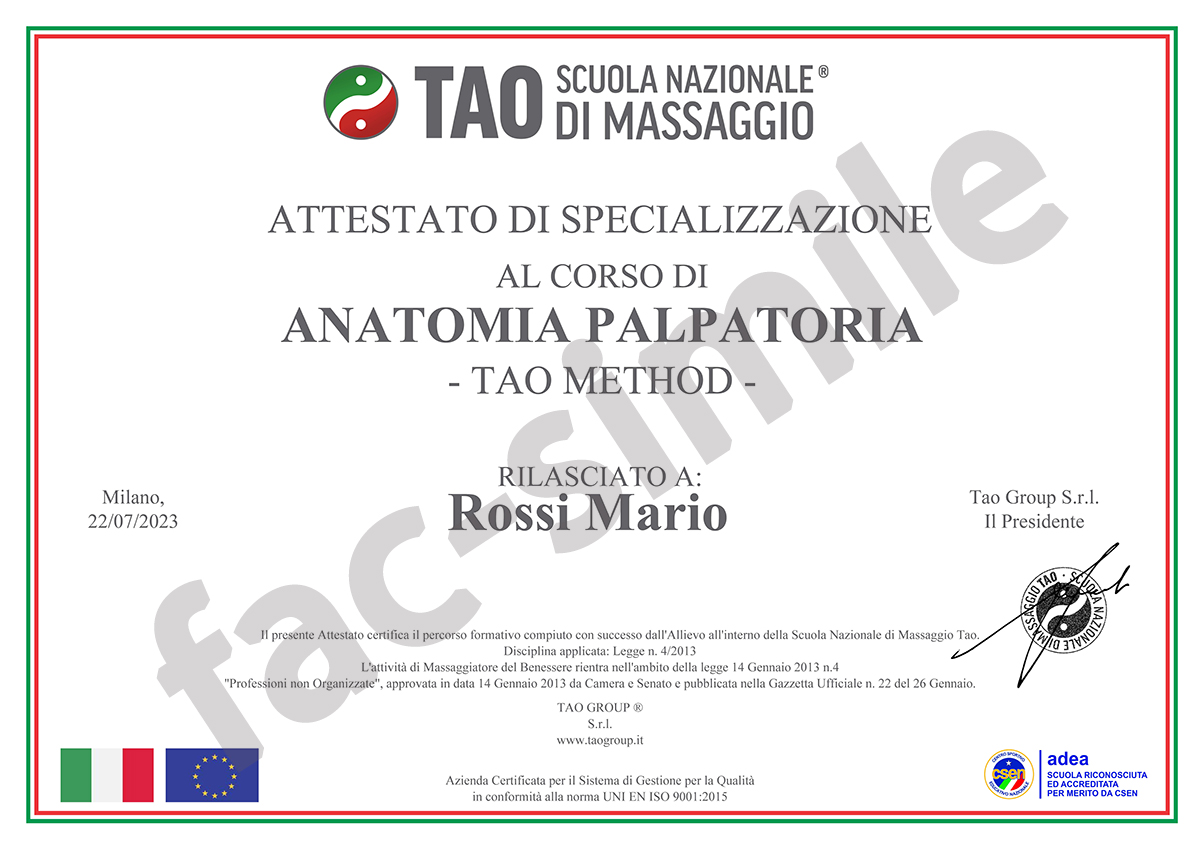 TAO SCUOLA NAZIONALE®
DI MASSAGGIO
ATTESTATO DI SPECIALIZZAZIONE
AL CORSO DI
ANATOMIA PALPATORIA
- TAO METHOD -
fac-simile
RILASCIATO A:
Rossi Mario
Milano,
22/07/2023
Tao Group S.r.l.
Il Presidente
TAO · SCUOLA NAZIONALE DI MASSAGGIO
Il presente Attestato certifica il percorso formativo compiuto con successo dall'Allievo all'interno della Scuola Nazionale di Massaggio Tao.
Disciplina applicata: Legge n. 4/2013
L'attività di Massaggiatore del Benessere rientra nell'ambito della legge 14 Gennaio 2013 n.4
"Professioni non Organizzate", approvata in data 14 Gennaio 2013 da Camera e Senato e pubblicata nella Gazzetta Ufficiale n. 22 del 26 Gennaio.
TAO GROUP ®
S.r.l.
www.taogroup.it
Azienda Certificata per il Sistema di Gestione per la Qualità
in conformità alla norma UNI EN ISO 9001:2015
CENTRO SPORTIVO
csen
EDUCATIVO NAZIONALE
adea
SCUOLA RICONOSCIUTA
ED ACCREDITATA
PER MERITO DA CSEN